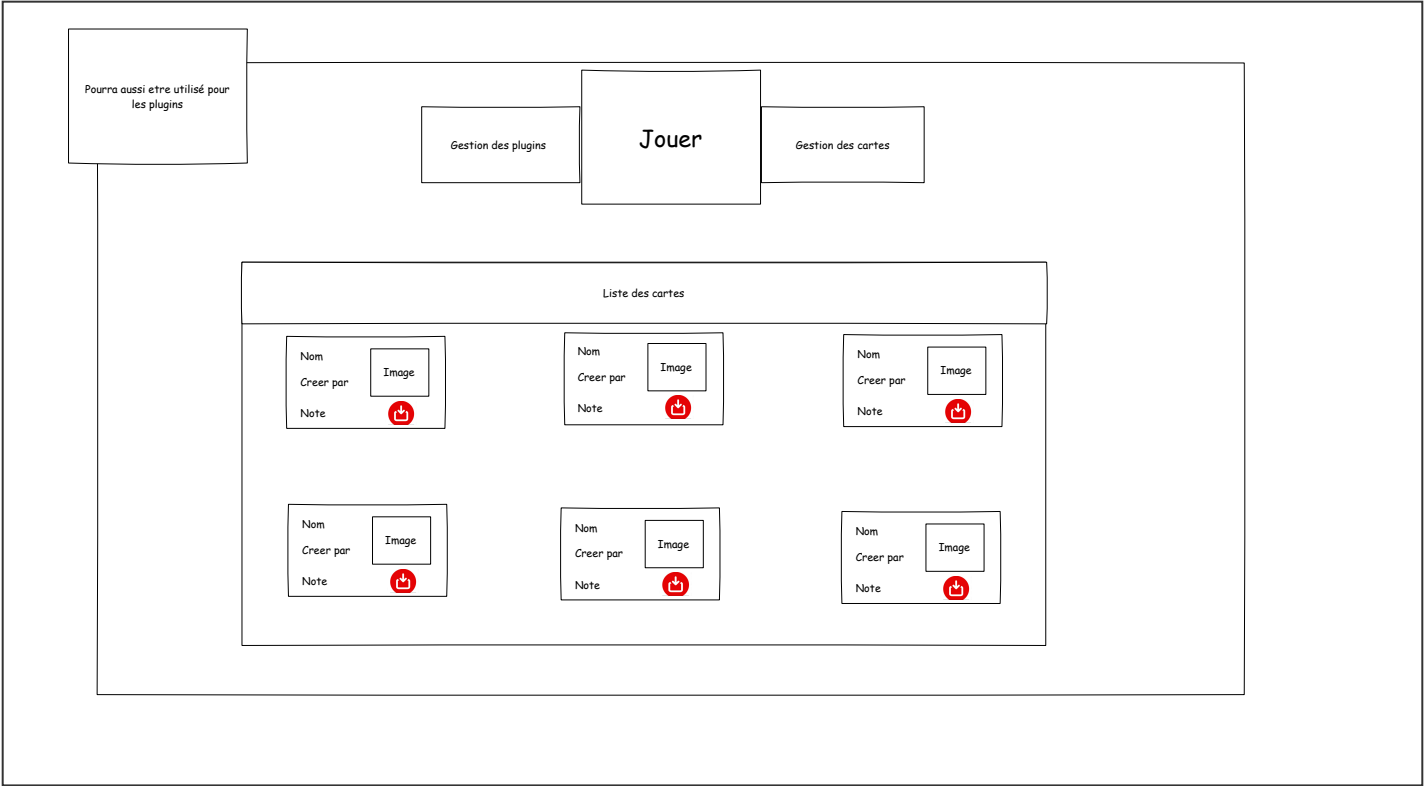 Pourra aussi etre utilisé pour
les plugins
Gestion des plugins
Jouer
Gestion des cartes
Liste des cartes
Nom
Creer par
Note
Image
Nom
Creer par
Note
Image
Nom
Creer par
Note
Image
Nom
Creer par
Note
Image
Nom
Creer par
Note
Image
Nom
Creer par
Note
Image